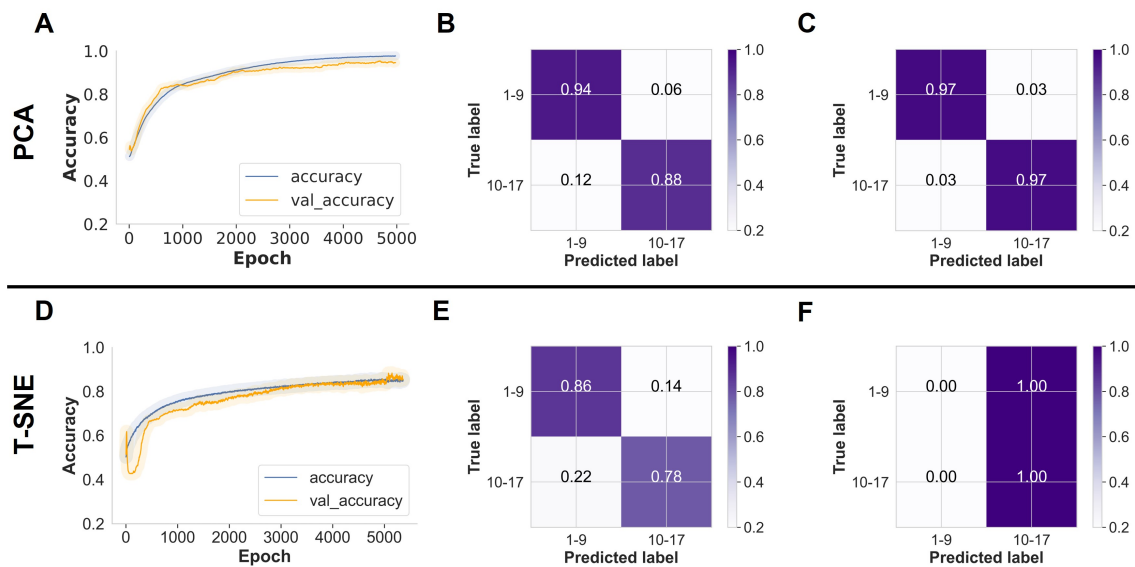 A
B
C
PCA
Accuracy
1.0
0.8
0.6
0.4
0.2
accuracy
val_accuracy
0 1000 2000 3000 4000 5000
Epoch
True label
1-9
10-17
0.94 0.06
0.12 0.88
1-9 10-17
Predicted label
1.0
0.8
0.6
0.4
0.2
True label
1-9
10-17
0.97 0.03
0.03 0.97
1-9 10-17
Predicted label
1.0
0.8
0.6
0.4
0.2
D
E
F
T-SNE
Accuracy
1.0
0.8
0.6
0.4
0.2
accuracy
val_accuracy
0 1000 2000 3000 4000 5000
Epoch
True label
1-9
10-17
0.86 0.14
0.22 0.78
1-9 10-17
Predicted label
1.0
0.8
0.6
0.4
0.2
True label
1-9
10-17
0.00 1.00
0.00 1.00
1-9 10-17
Predicted label
1.0
0.8
0.6
0.4
0.2